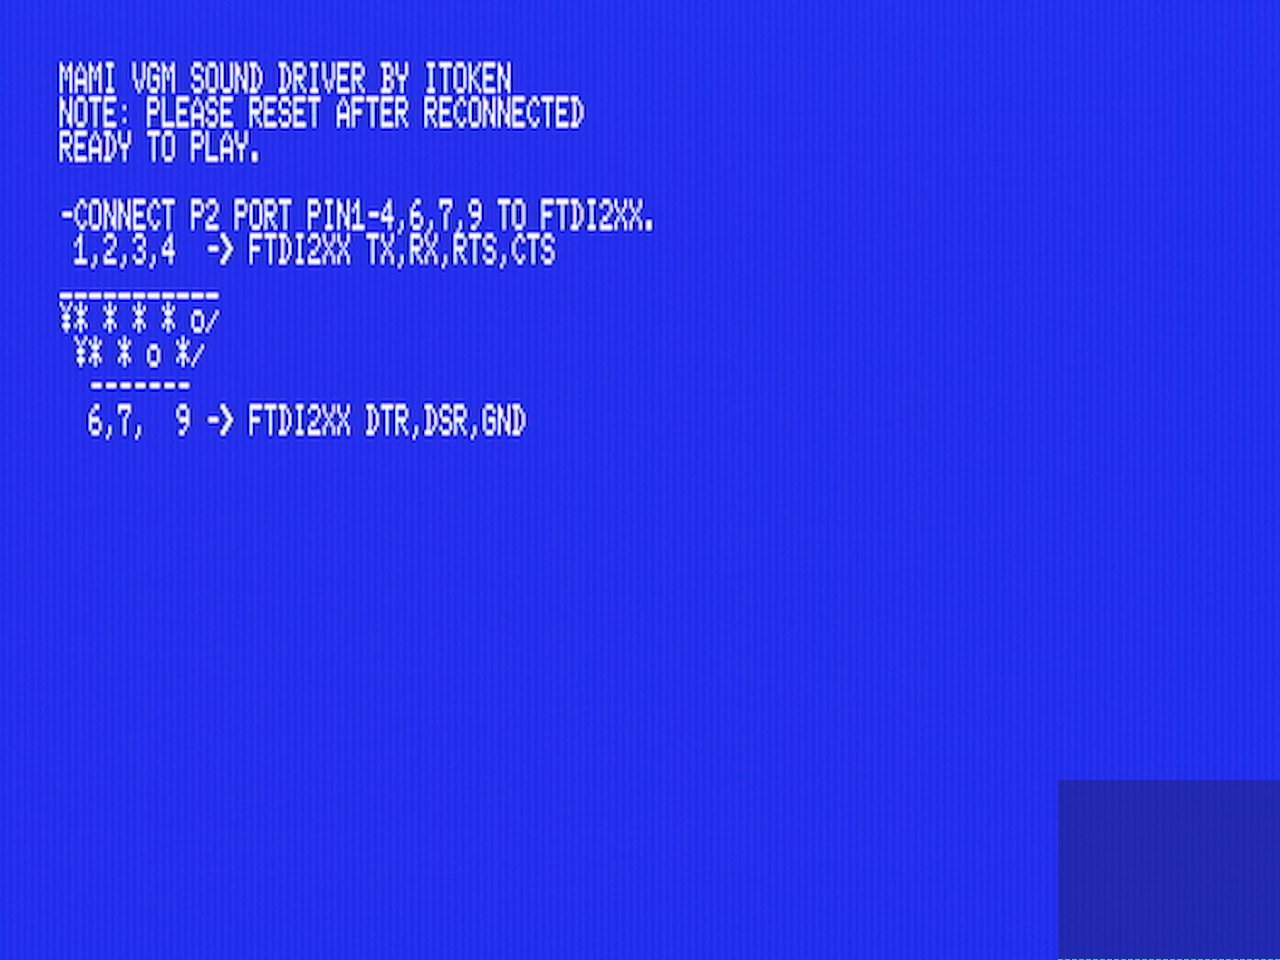 MAMI VGM SOUND DRIVER BY ITOKEN
NOTE: PLEASE RESET AFTER RECONNECTED
READY TO PLAY.
-CONNECT P2 PORT PIN1-4,6,7,9 TO FTDI2XX.
 1,2,3,4  -> FTDI2XX TX,RX,RTS,CTS
-----------
¥* * * * o/
 ¥* * o */
  -------
  6,7,  9 -> FTDI2XX DTR,DSR,GND